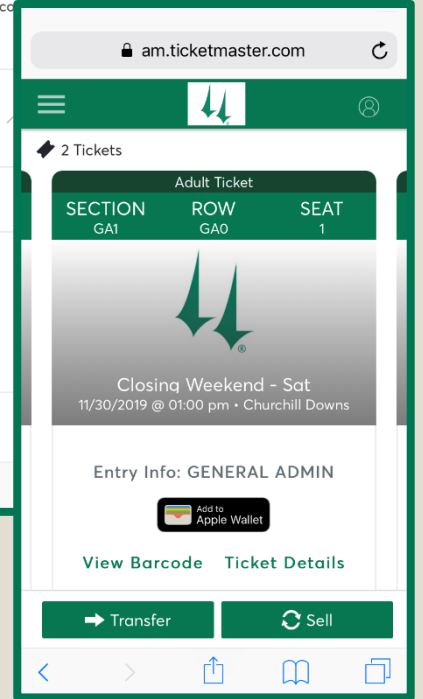 co
am.ticketmaster.com
2 Tickets
Adult Ticket
SECTION ROW SEAT
GA1 GA0 1
®
Closing Weekend - Sat
11/30/2019 @ 01:00 pm • Churchill Downs
Entry Info: GENERAL ADMIN
Add to
Apple Wallet
View Barcode Ticket Details
Transfer Sell